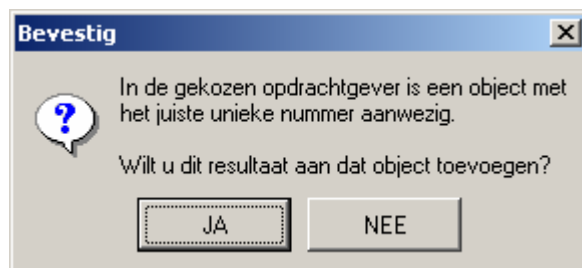 Bevestig
In de gekozen opdrachtgever is een object met
het juiste unieke nummer aanwezig.
Wilt u dit resultaat aan dat object toevoegen?
JA
NEE